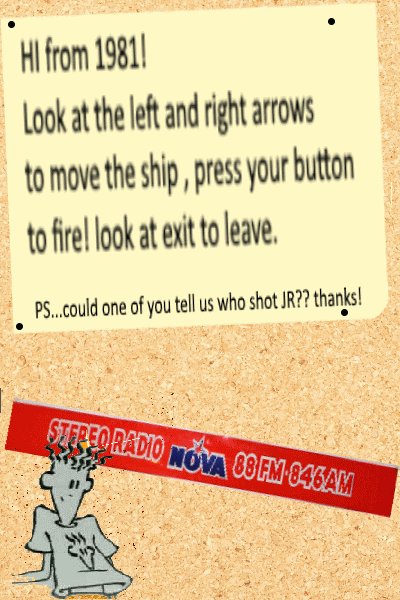 HI from 1981!
Look at the left and right arrows
to move the ship , press your button
to fire! look at exit to leave.
PS...could one of you tell us who shot JR?? thanks!
STEREO RADIO NOVA 88 FM 846AM